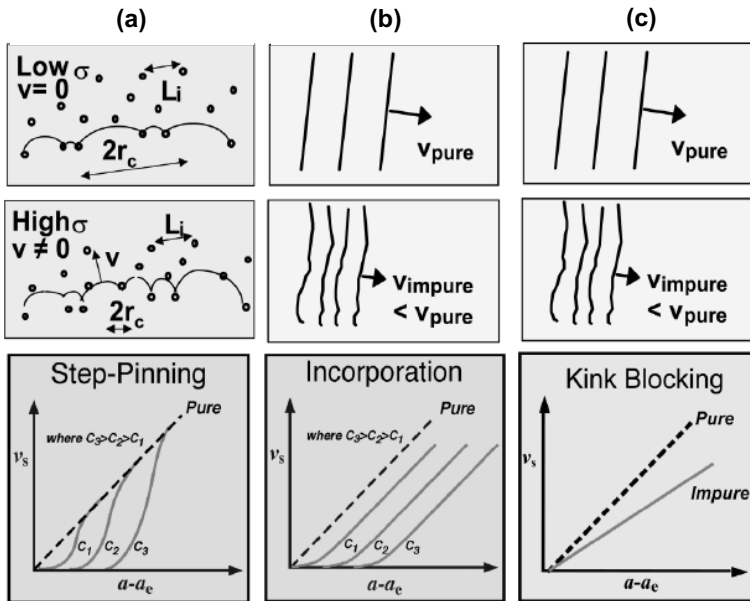 (a)
(b)
(c)
Low σ
v= 0
Li
2rc
vpure
vpure
High σ
v ≠ 0
v
Li
2rc
vimpure
< vpure
vimpure
< vpure
Step-Pinning
Pure
where C3>C2>C1
vs
C1
C2
C3
a-ae
Incorporation
Pure
where C3>C2>C1
vs
C1
C2
C3
a-ae
Kink Blocking
Pure
vs
Impure
a-ae